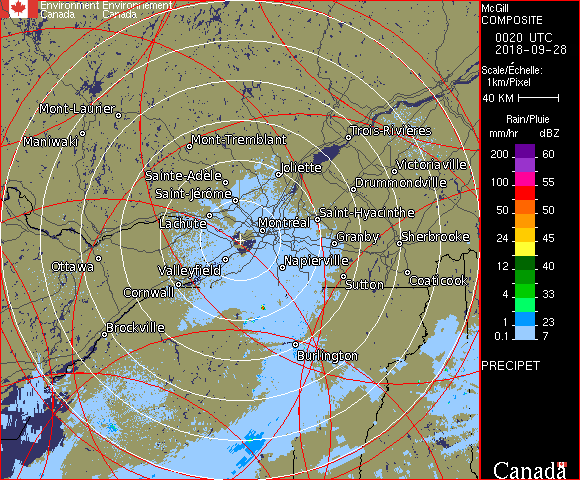 Environment Environnement
Canada Canada
McGill
COMPOSITE
0020 UTC
2018-09-28
Scale/Échelle:
1km/Pixel
40 KM
Rain/Pluie
mm/hr dBZ
200 60
100 55
50 50
24 45
12 40
4 33
1 23
0.1 7
PRECIPET
Canada
Mont-Laurier
Maniwaki
Mont-Tremblant
Trois-Rivières
Joliette
Victoriaville
Sainte-Adèle
Drummondville
Saint-Jérôme
Saint-Hyacinthe
Lachute
Montréal
Granby
Sherbrooke
Ottawa
Valleyfield
Napierville
Sutton
Coaticook
Cornwall
Brockville
Burlington